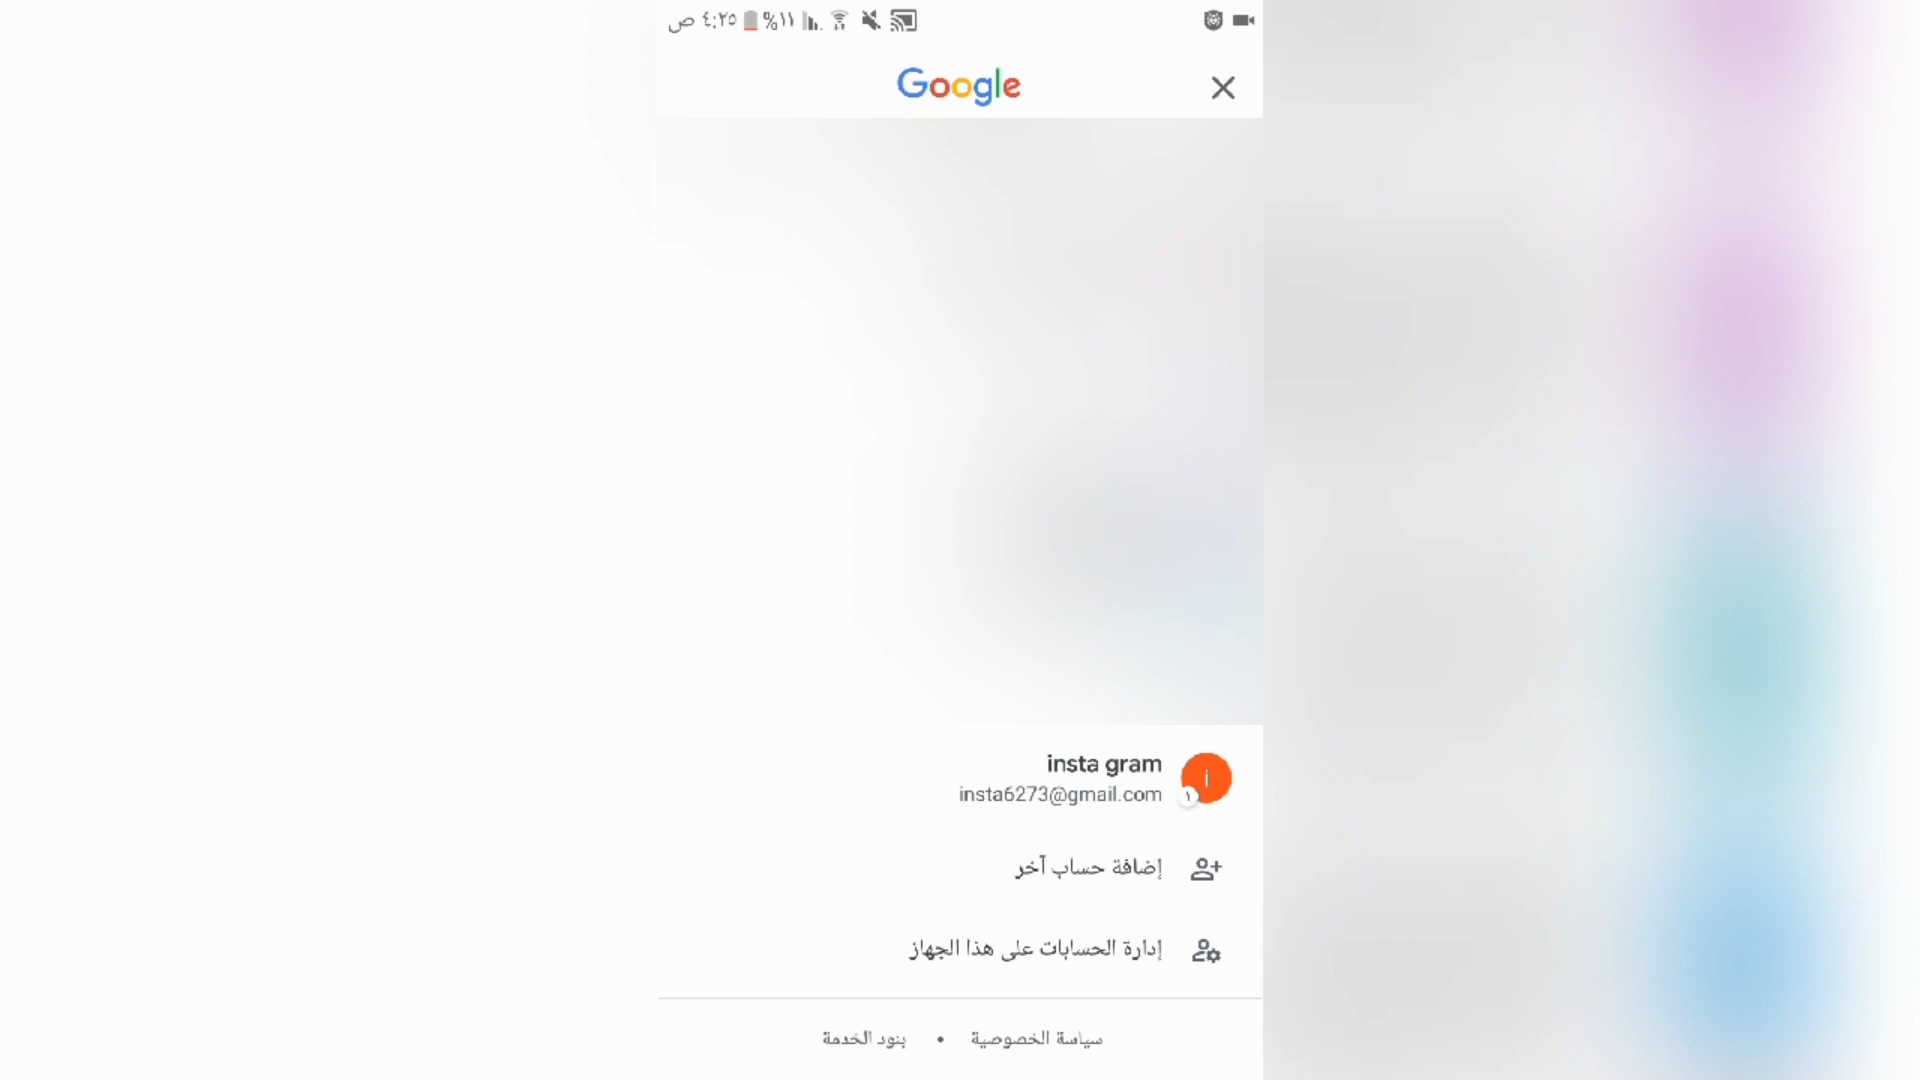 ٤:٢٥ ص %١١
Google
insta gram
insta6273@gmail.com
i
١
إضافة حساب آخر
إدارة الحسابات على هذا الجهاز
سياسة الخصوصية • بنود الخدمة